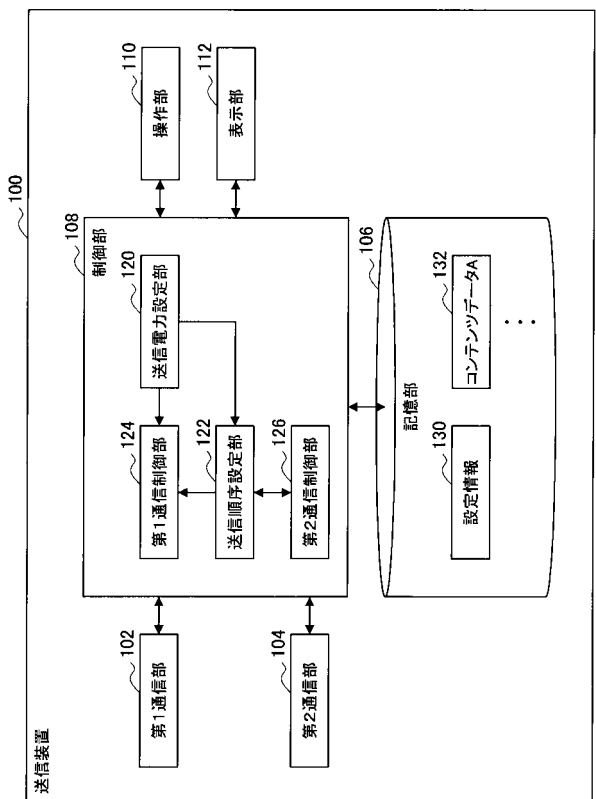 送信装置
100
第1通信部
102
第2通信部
104
制御部
108
第1通信制御部
124
送信電力設定部
120
送信順序設定部
122
第2通信制御部
126
操作部
110
表示部
112
記憶部
106
設定情報
130
コンテンツデータA
132
...